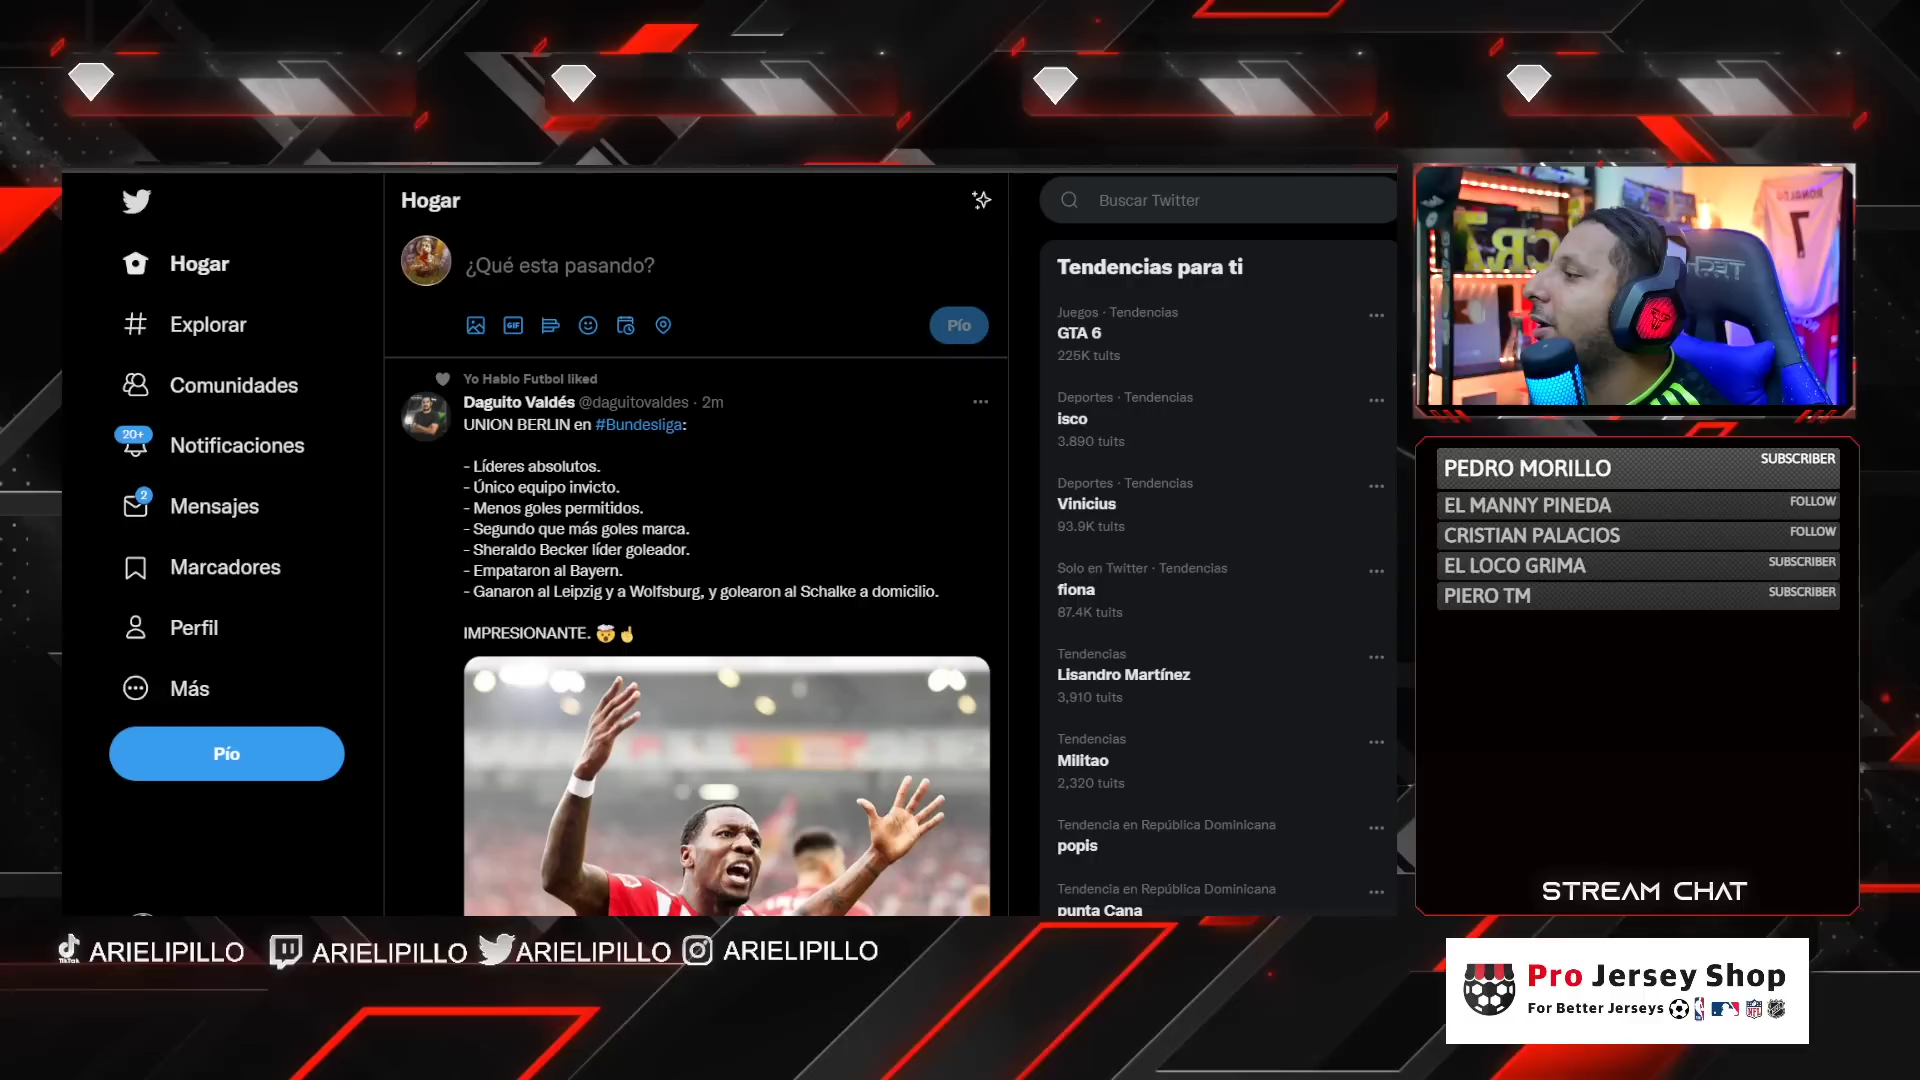 Hogar
Explorar
Comunidades
20+
Notificaciones
2
Mensajes
Marcadores
Perfil
Más
Pío
Hogar
¿Qué esta pasando?
GIF
Pío
Yo Hablo Futbol liked
Daguito Valdés @daguitovaldes · 2m
UNION BERLIN en #Bundesliga:
- Líderes absolutos.
- Único equipo invicto.
- Menos goles permitidos.
- Segundo que más goles marca.
- Sheraldo Becker líder goleador.
- Empataron al Bayern.
- Ganaron al Leipzig y a Wolfsburg, y golearon al Schalke a domicilio.
IMPRESIONANTE. 🤯☝️
Buscar Twitter
Tendencias para ti
Juegos · Tendencias
GTA 6
225K tuits
Deportes · Tendencias
isco
3.890 tuits
Deportes · Tendencias
Vinicius
93.9K tuits
Solo en Twitter · Tendencias
fiona
87.4K tuits
Tendencias
Lisandro Martínez
3,910 tuits
Tendencias
Militao
2,320 tuits
Tendencia en República Dominicana
popis
Tendencia en República Dominicana
punta Cana
RONALDO
7
CR7
PEDRO MORILLO SUBSCRIBER
EL MANNY PINEDA FOLLOW
CRISTIAN PALACIOS FOLLOW
EL LOCO GRIMA SUBSCRIBER
PIERO TM SUBSCRIBER
STREAM CHAT
TikTok ARIELIPILLO ARIELIPILLO ARIELIPILLO ARIELIPILLO
Pro Jersey Shop
For Better Jerseys
NFL